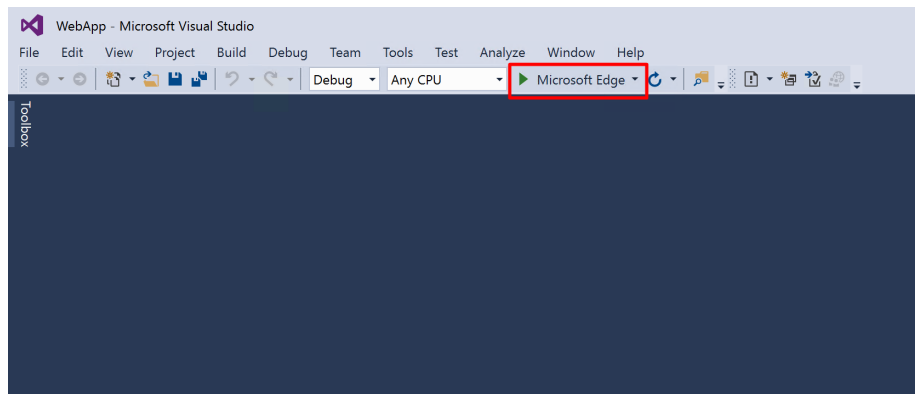 WebApp - Microsoft Visual Studio
File Edit View Project Build Debug Team Tools Test Analyze Window Help
Debug Any CPU Microsoft Edge
Toolbox